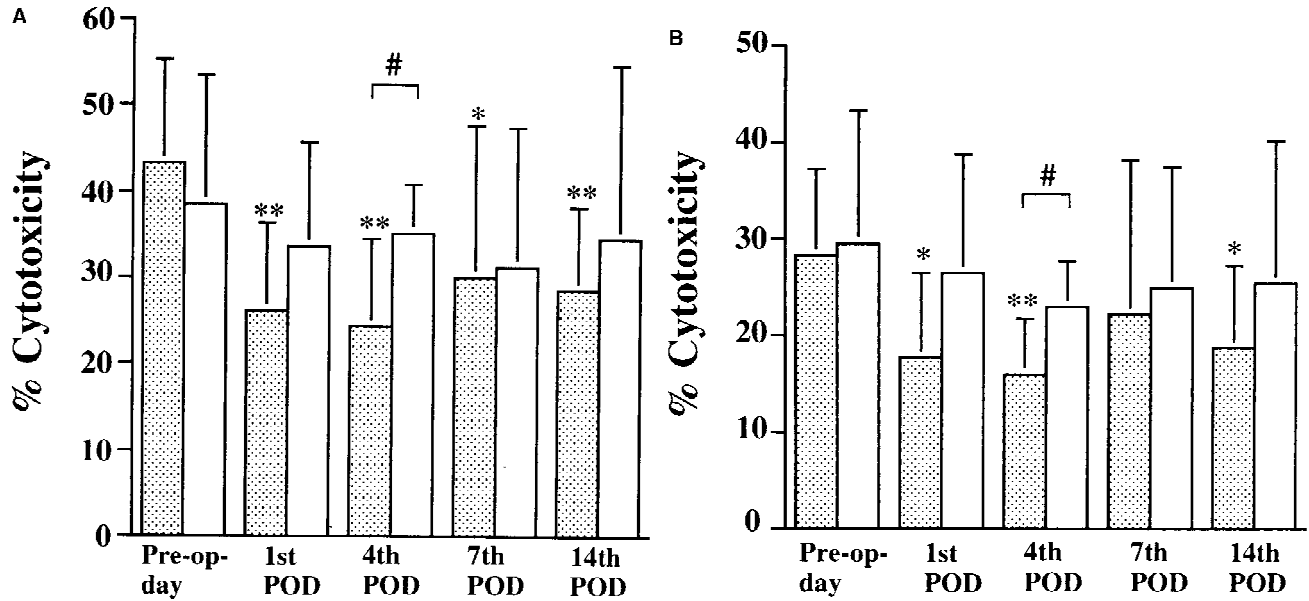 A
60
50
40
30
20
10
0
% Cytotoxicity
#
**
**
*
**
Pre-op-
day
1st
POD
4th
POD
7th
POD
14th
POD
B
50
40
30
20
10
0
% Cytotoxicity
#
*
**
*
Pre-op-
day
1st
POD
4th
POD
7th
POD
14th
POD